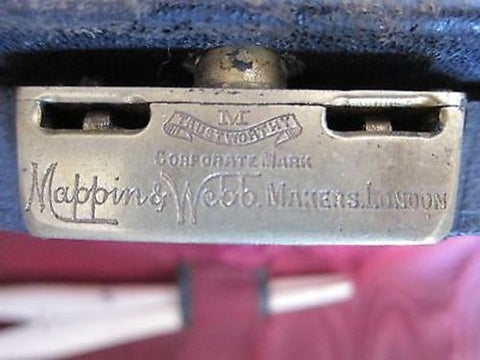 M
TRUSTWORTHY
CORPORATE MARK
Mappin & Webb. MAKERS. LONDON